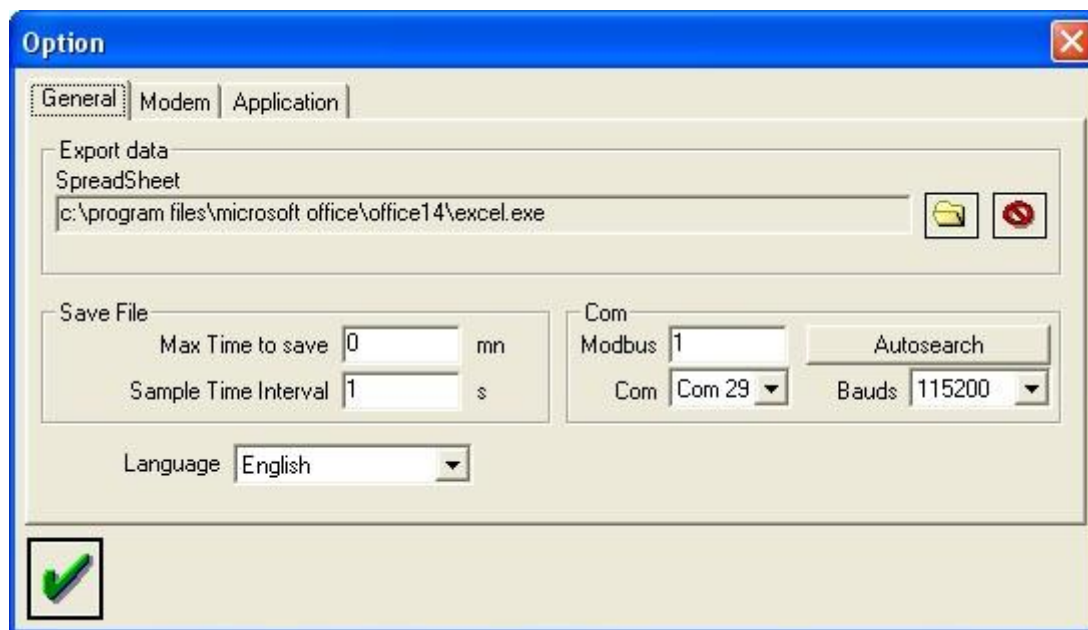 Option
General Modem Application
Export data
SpreadSheet
c:\program files\microsoft office\office14\excel.exe
Save File
Max Time to save 0 mn
Sample Time Interval 1 s
Com
Modbus 1 Autosearch
Com Com 29 Bauds 115200
Language English